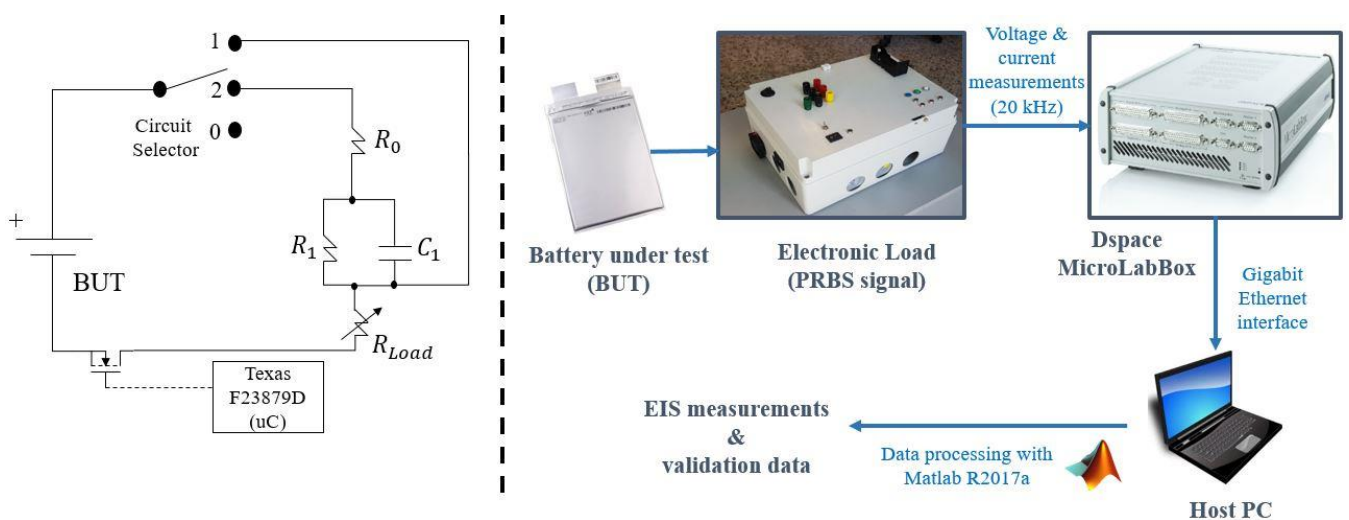 1
2
0
Circuit
Selector
R₀
R₁
C₁
+
BUT
R_Load
Texas
F23879D
(uC)
Battery under test
(BUT)
Electronic Load
(PRBS signal)
Voltage &
current
measurements
(20 kHz)
Dspace
MicroLabBox
Gigabit
Ethernet
interface
Host PC
Data processing with
Matlab R2017a
EIS measurements
&
validation data